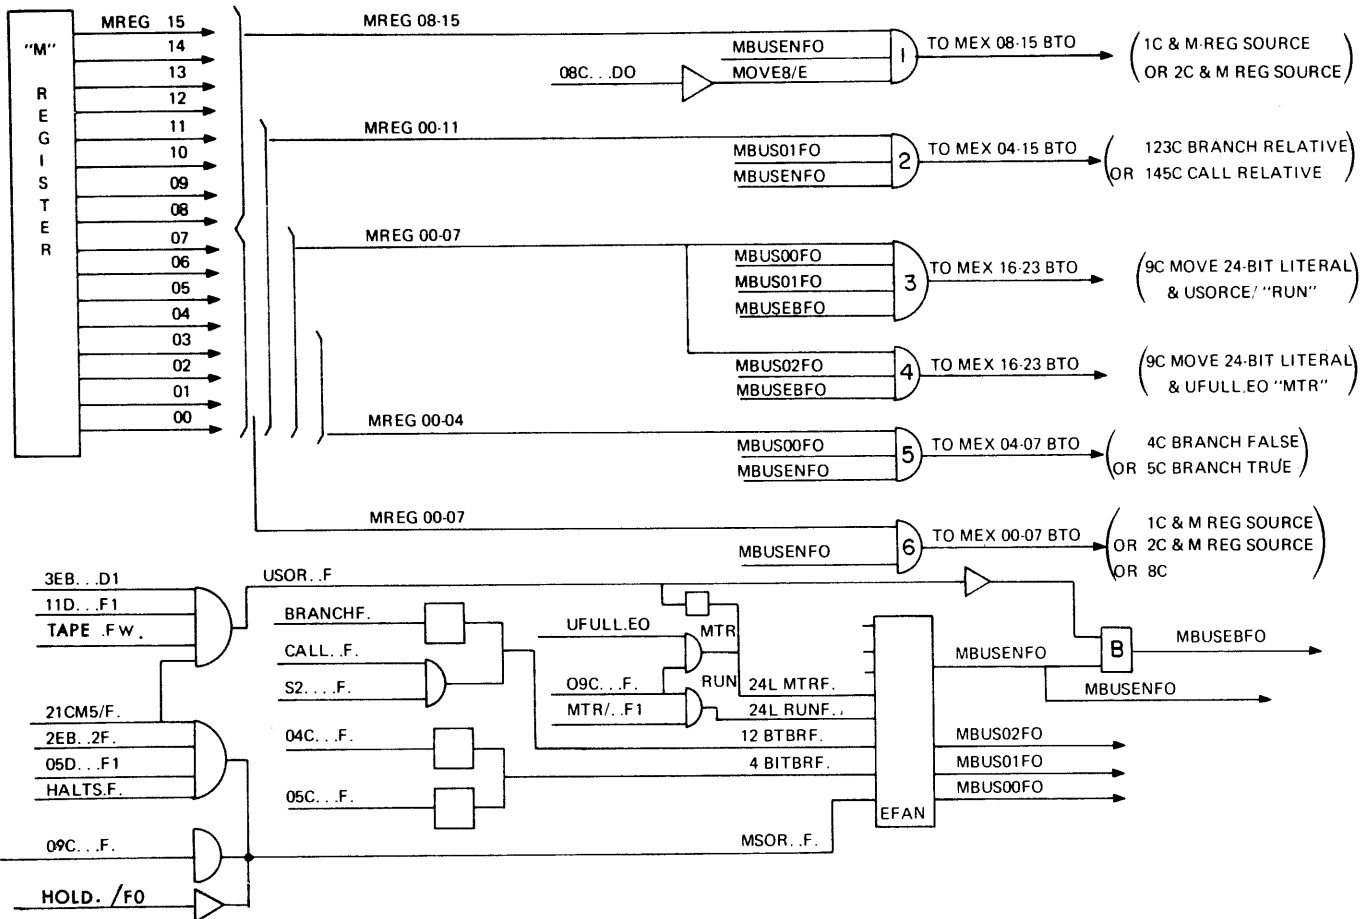 "M"
REGISTER
MREG 15
14
13
12
11
10
09
08
07
06
05
04
03
02
01
00
MREG 08-15
MBUSENFO
08C...DO
MOVE8/E
1
TO MEX 08-15 BTO
(1C & M-REG SOURCE
OR 2C & M REG SOURCE)
MREG 00-11
MBUS01FO
MBUSENFO
2
TO MEX 04-15 BTO
(123C BRANCH RELATIVE
OR 145C CALL RELATIVE)
MREG 00-07
MBUS00FO
MBUS01FO
MBUSEBFO
3
TO MEX 16-23 BTO
(9C MOVE 24-BIT LITERAL
& USORCE/ "RUN")
MBUS02FO
MBUSEBFO
4
TO MEX 16-23 BTO
(9C MOVE 24-BIT LITERAL
& UFULL.EO "MTR")
MREG 00-04
MBUS00FO
MBUSENFO
5
TO MEX 04-07 BTO
(4C BRANCH FALSE
OR 5C BRANCH TRUE)
MREG 00-07
MBUSENFO
6
TO MEX 00-07 BTO
(1C & M REG SOURCE
OR 2C & M REG SOURCE
OR 8C)
3EB...D1
11D...F1
TAPE .FW.
USOR..F
21CM5/F.
2EB..2F.
05D...F1
HALTS.F.
09C...F.
HOLD. /F0
BRANCHF.
CALL..F.
S2....F.
04C...F.
05C...F.
UFULL.EO
MTR
O9C...F.
RUN
MTR/..F1
24L MTRF.
24L RUNF..
12 BTBRF.
4 BITBRF.
MSOR..F.
EFAN
MBUSENFO
B
MBUSEBFO
MBUSENFO
MBUS02FO
MBUS01FO
MBUS00FO